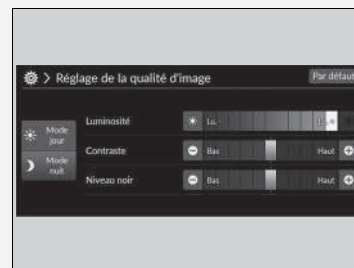 > Réglage de la qualité d'image
Par défaut
Mode jour
Mode nuit
Luminosité
Lu.
Contraste
Bas
Haut
Niveau noir
Bas
Haut